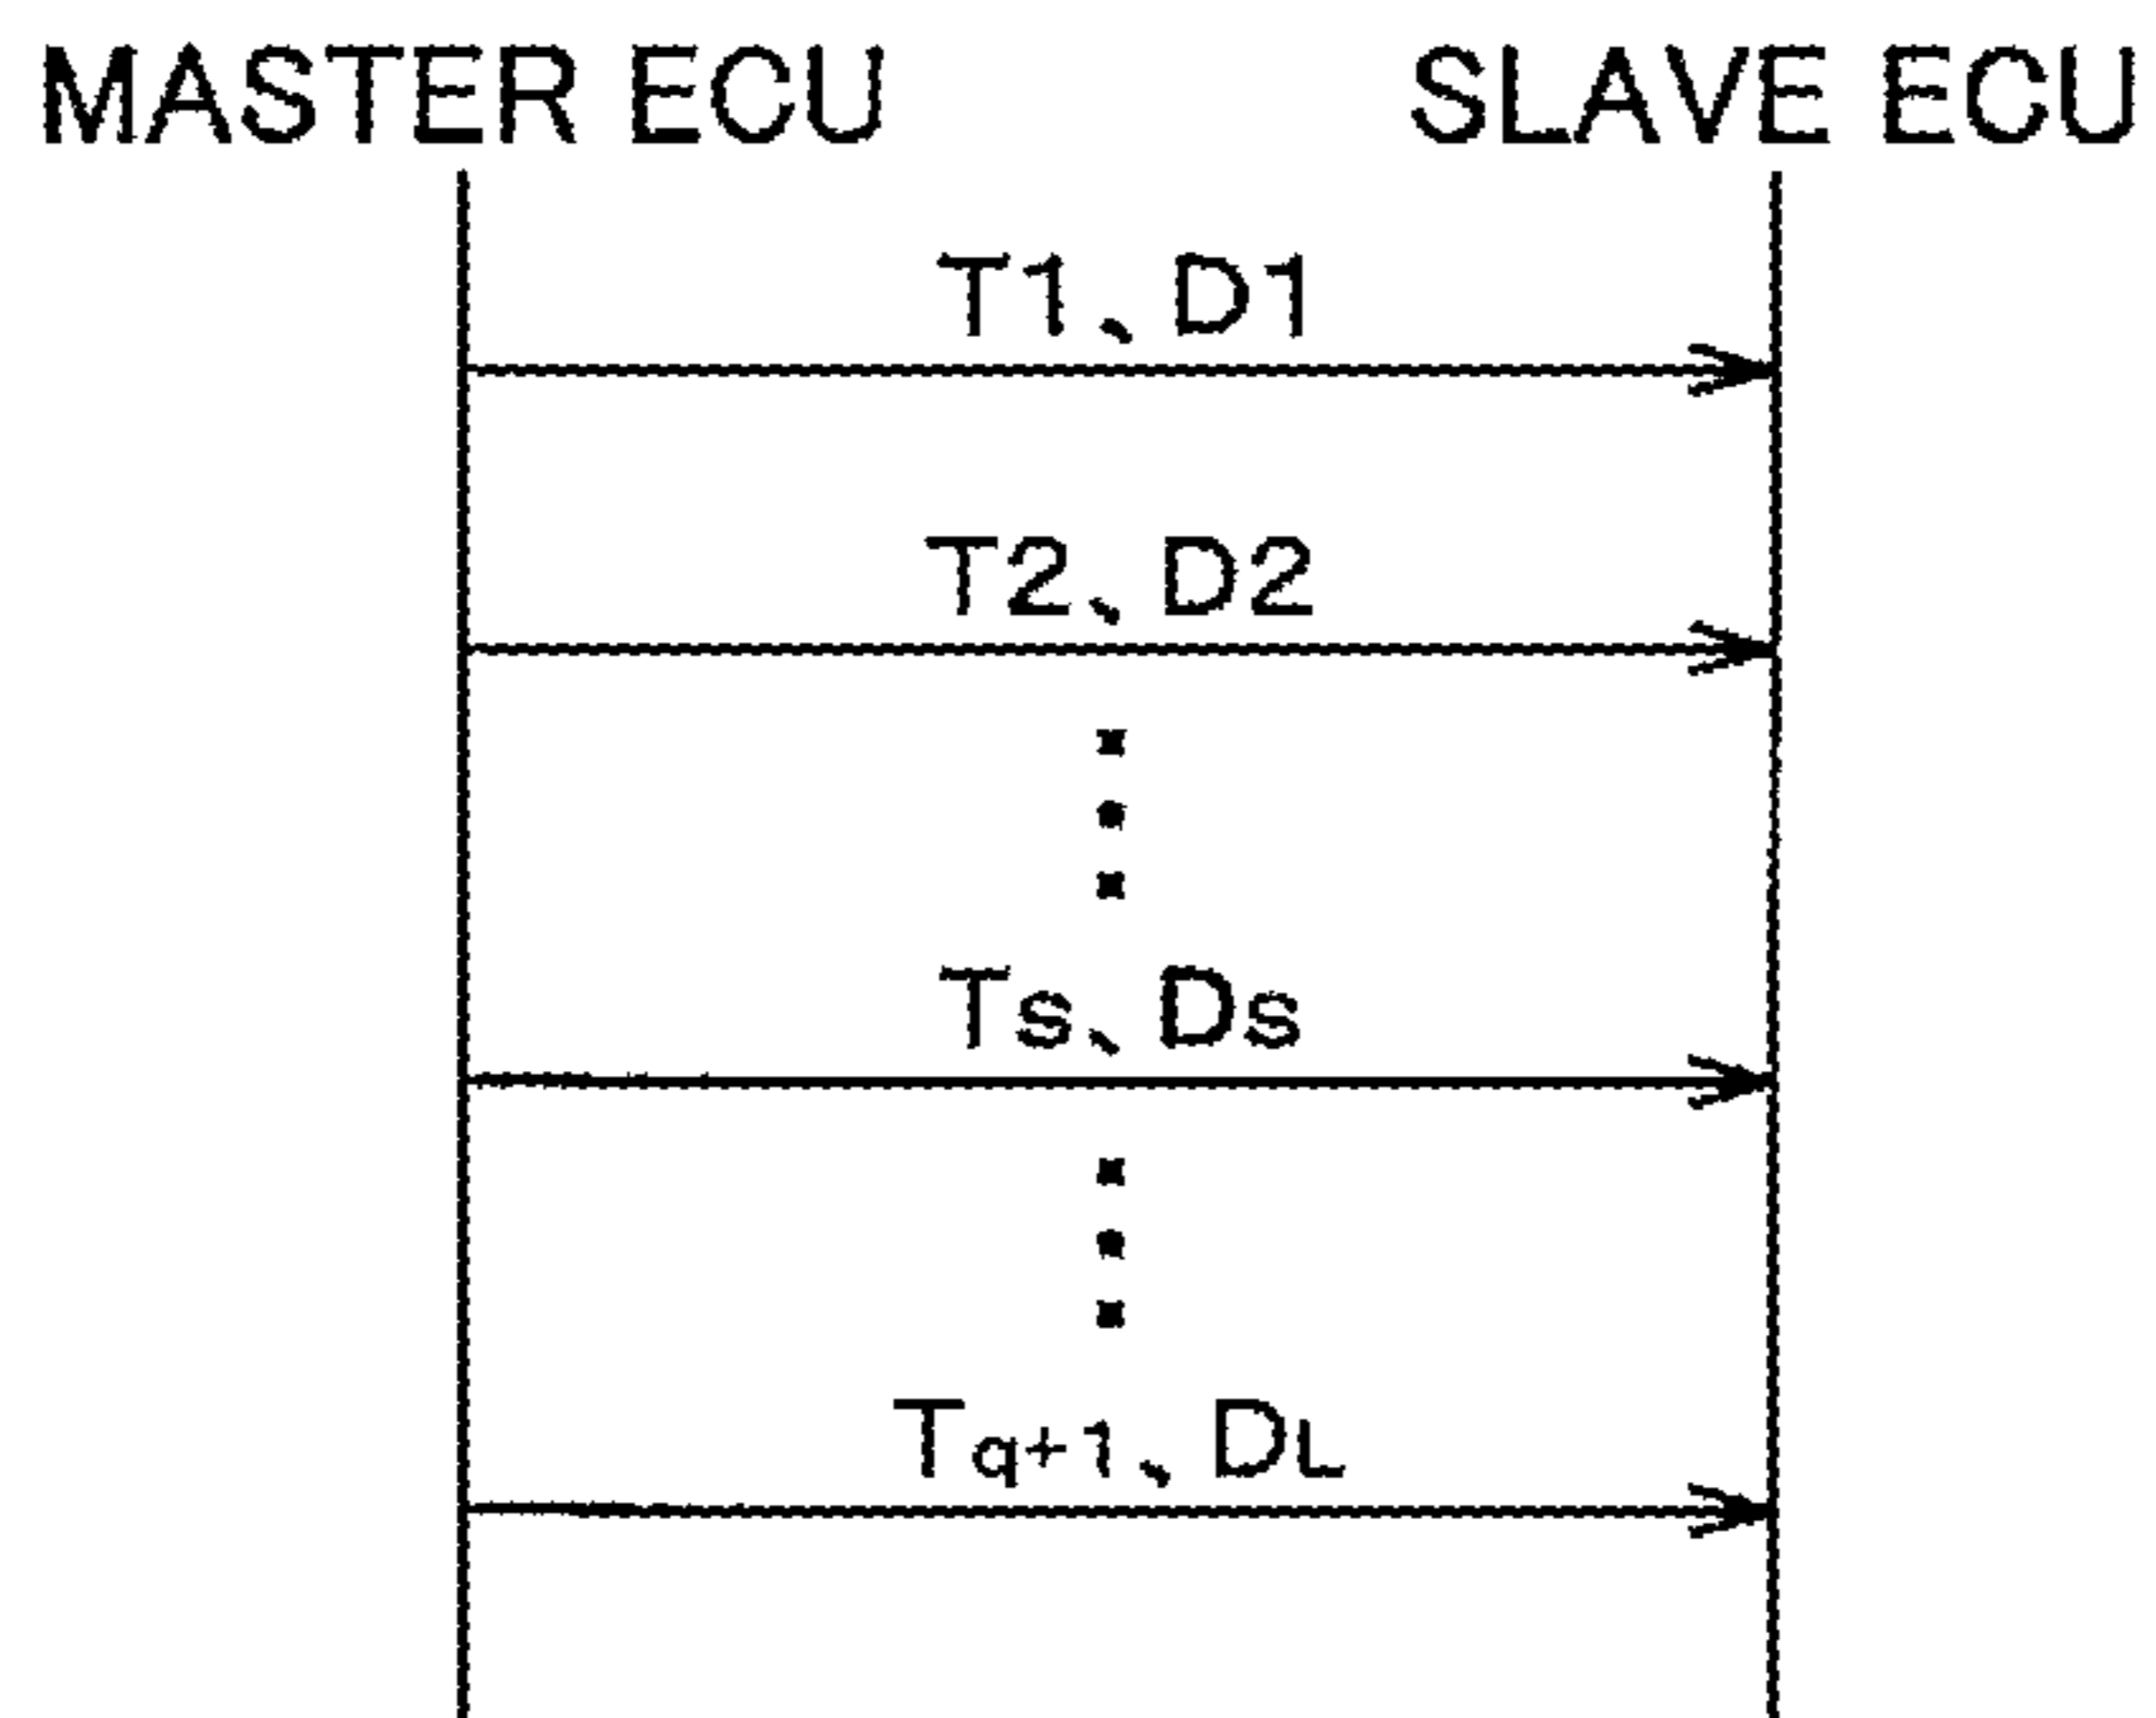 MASTER ECU SLAVE ECU
T1、D1
T2、D2
Ts、Ds
Tq+1、DL